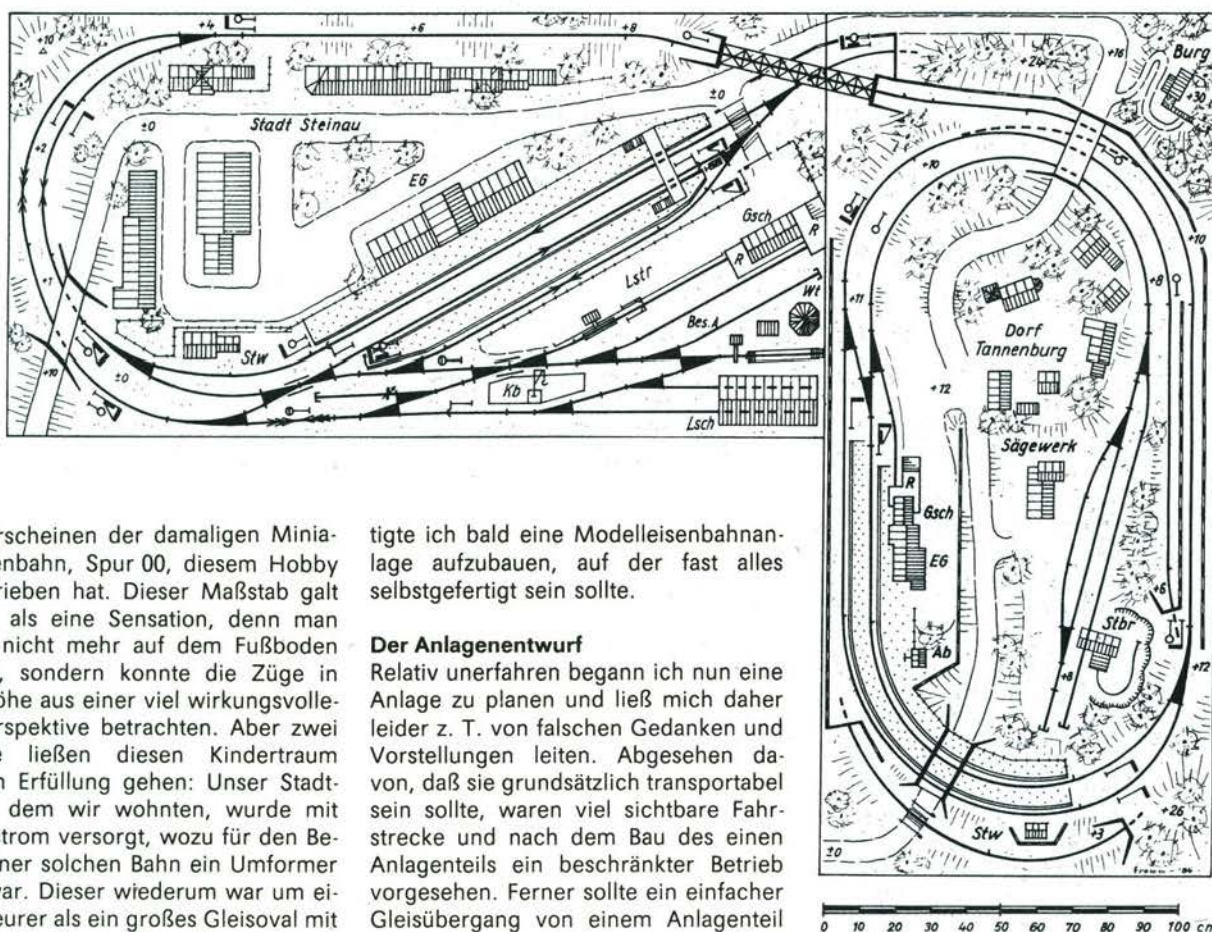 +10
+4
+6
+8
+24
+16
Burg
+30
±0
Stadt Steinau
±0
+2
EG
+10
+10
Gsch
R
R
+8
+1
Lstr
Wt
Bes.A
+11
Dorf
Tannenburg
Stw
±0
+10
Kb
+12
Lsch
Sägewerk
R
Gsch
EG
+6
Stbr
Ab
+8
+12
Stw
+3
+26
±0
0 10 20 30 40 50 60 70 80 90 100 cm
rscheinen der damaligen Minia-
enbahn, Spur 00, diesem Hobby
rieben hat. Dieser Maßstab galt
als eine Sensation, denn man
nicht mehr auf dem Fußboden
, sondern konnte die Züge in
öhe aus einer viel wirkungsvolle-
rspektive betrachten. Aber zwei
e ließen diesen Kindertraum
n Erfüllung gehen: Unser Stadt-
dem wir wohnten, wurde mit
strom versorgt, wozu für den Be-
ner solchen Bahn ein Umformer
var. Dieser wiederum war um ei-
eurer als ein großes Gleisoval mit
tigte ich bald eine Modelleisenbahnan-
lage aufzubauen, auf der fast alles
selbstgefertigt sein sollte.
Der Anlagenentwurf
Relativ unerfahren begann ich nun eine
Anlage zu planen und ließ mich daher
leider z. T. von falschen Gedanken und
Vorstellungen leiten. Abgesehen da-
von, daß sie grundsätzlich transportabel
sein sollte, waren viel sichtbare Fahr-
strecke und nach dem Bau des einen
Anlagenteils ein beschränkter Betrieb
vorgesehen. Ferner sollte ein einfacher
Gleisübergang von einem Anlagenteil